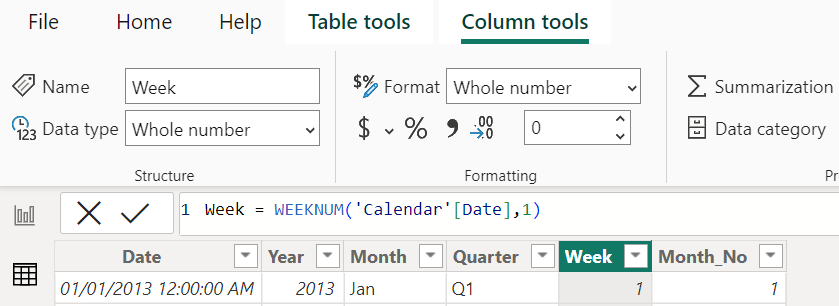 File Home Help Table tools Column tools
Name Week $% Format Whole number Summarization
123 Data type Whole number $ % 9 .00 0 Data category
Structure Formatting
1 Week = WEEKNUM('Calendar'[Date],1)
Date Year Month Quarter Week Month_No
01/01/2013 12:00:00 AM 2013 Jan Q1 1 1